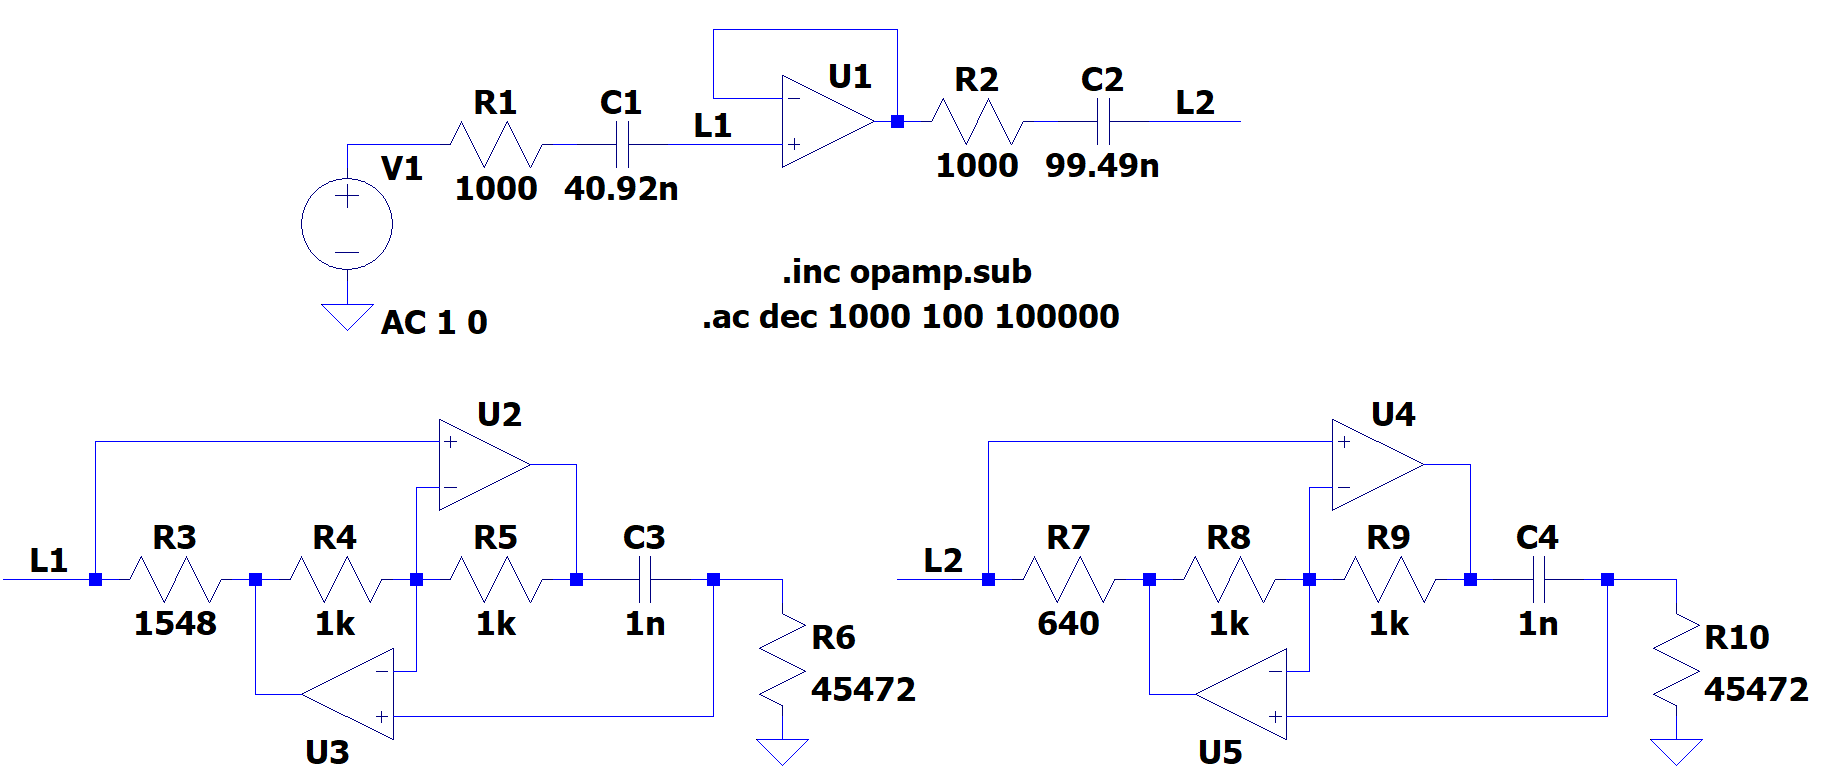 U1
R2
C2
L2
R1
C1
L1
V1
1000
40.92n
1000
99.49n
.inc opamp.sub
.ac dec 1000 100 100000
AC 1 0
U2
U4
L1
R3
R4
R5
C3
L2
R7
R8
R9
C4
1548
1k
1k
1n
640
1k
1k
1n
R6
45472
R10
45472
U3
U5